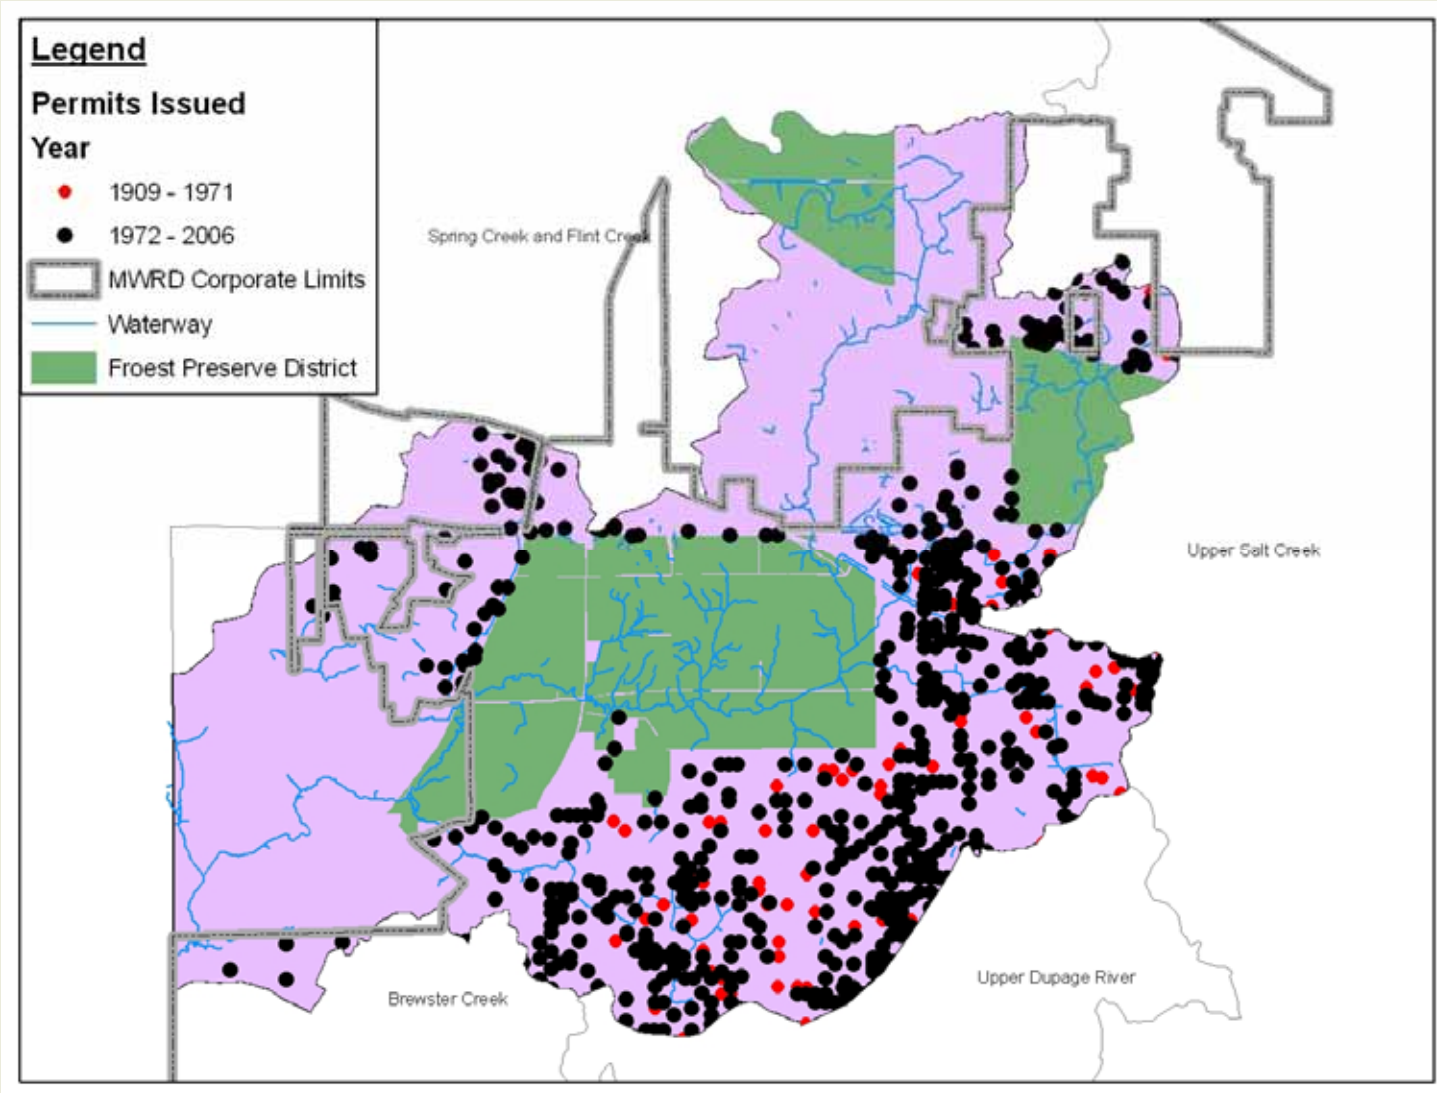 Legend
Permits Issued
Year
1909 - 1971
1972 - 2006
MWRD Corporate Limits
Waterway
Froest Preserve District
Spring Creek and Flint Creek
Upper Salt Creek
Upper Dupage River
Brewster Creek